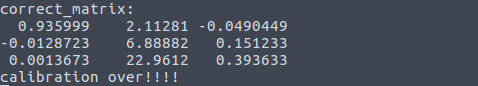 correct_matrix:
0.935999 2.11281 -0.0490449
-0.0128723 6.88882 0.151233
0.0013673 22.9612 0.393633
calibration over!!!!